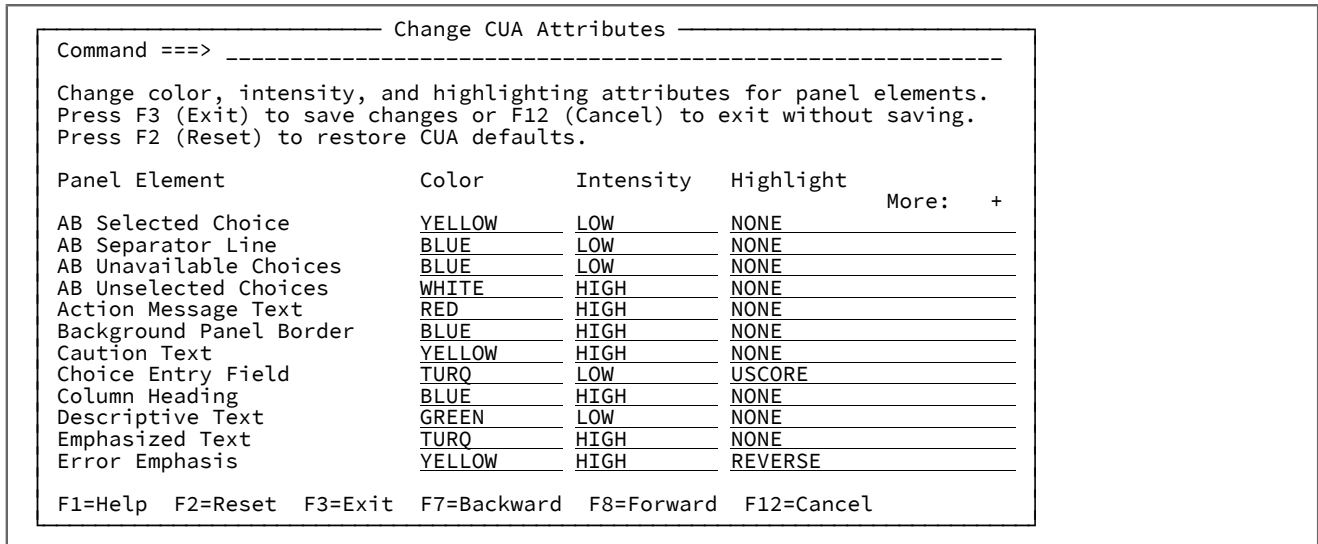 Change CUA Attributes
Command ===> ____________________________________________________________
Change color, intensity, and highlighting attributes for panel elements.
Press F3 (Exit) to save changes or F12 (Cancel) to exit without saving.
Press F2 (Reset) to restore CUA defaults.
Panel Element Color Intensity Highlight
More: +
AB Selected Choice YELLOW LOW NONE
AB Separator Line BLUE LOW NONE
AB Unavailable Choices BLUE LOW NONE
AB Unselected Choices WHITE HIGH NONE
Action Message Text RED HIGH NONE
Background Panel Border BLUE HIGH NONE
Caution Text YELLOW HIGH NONE
Choice Entry Field TURQ LOW USCORE
Column Heading BLUE HIGH NONE
Descriptive Text GREEN LOW NONE
Emphasized Text TURQ HIGH NONE
Error Emphasis YELLOW HIGH REVERSE
F1=Help F2=Reset F3=Exit F7=Backward F8=Forward F12=Cancel